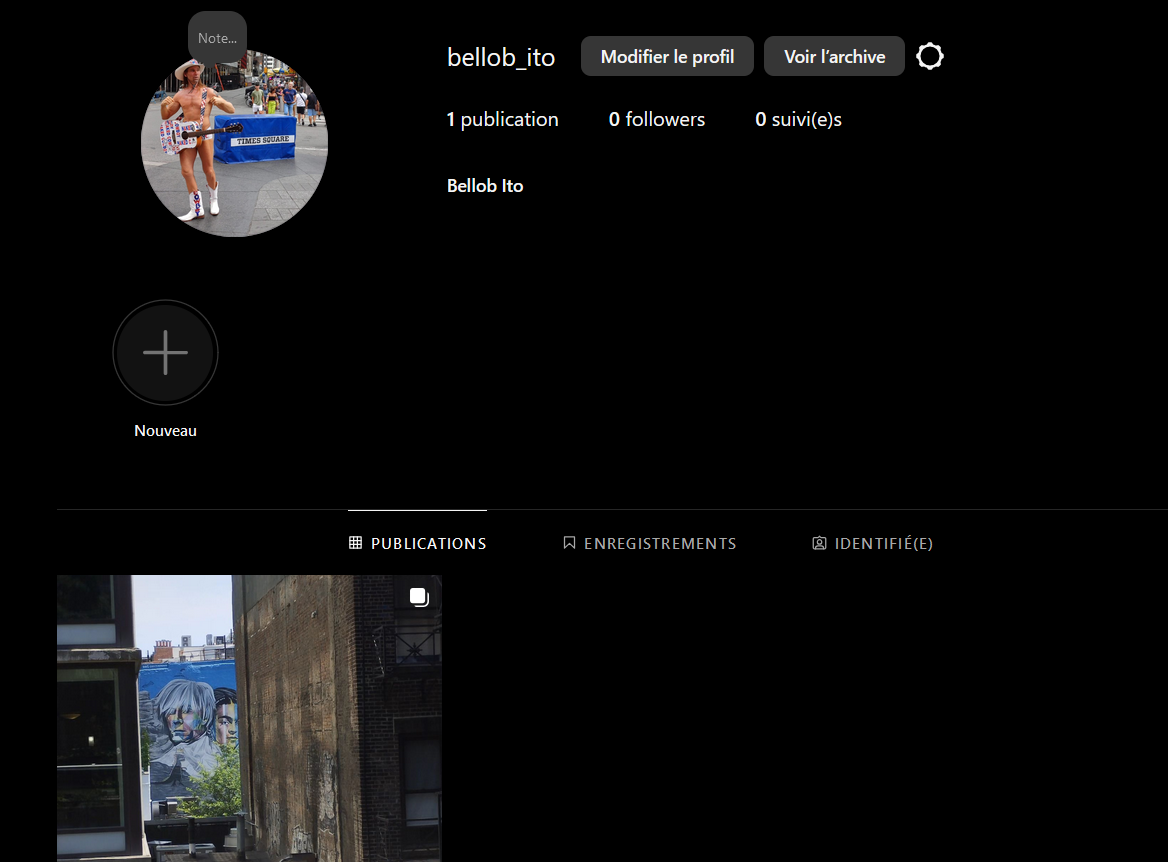 Note...
bellob_ito
Modifier le profil
Voir l’archive
1 publication
0 followers
0 suivi(e)s
Bellob Ito
TIMES SQUARE
Nouveau
PUBLICATIONS
ENREGISTREMENTS
IDENTIFIÉ(E)